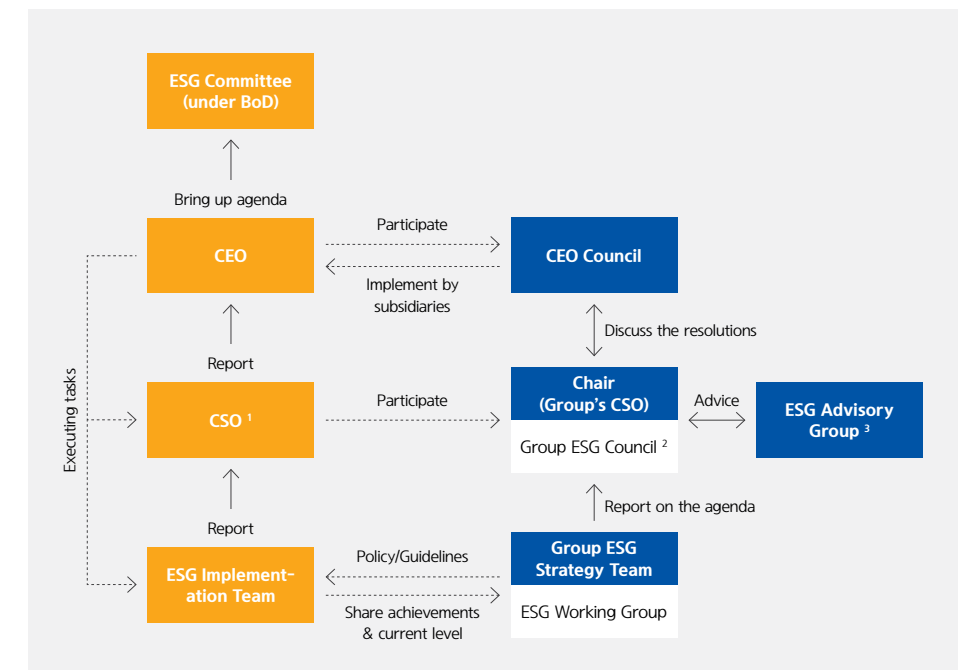 ESG Committee
(under BoD)
Bring up agenda
CEO
Participate
Implement by
subsidiaries
CEO Council
Discuss the resolutions
Report
Executing tasks
CSO 1
Participate
Chair
(Group's CSO)
Group ESG Council 2
Advice
ESG Advisory
Group 3
Report on the agenda
Report
ESG Implement-
ation Team
Policy/Guidelines
Share achievements
& current level
Group ESG
Strategy Team
ESG Working Group